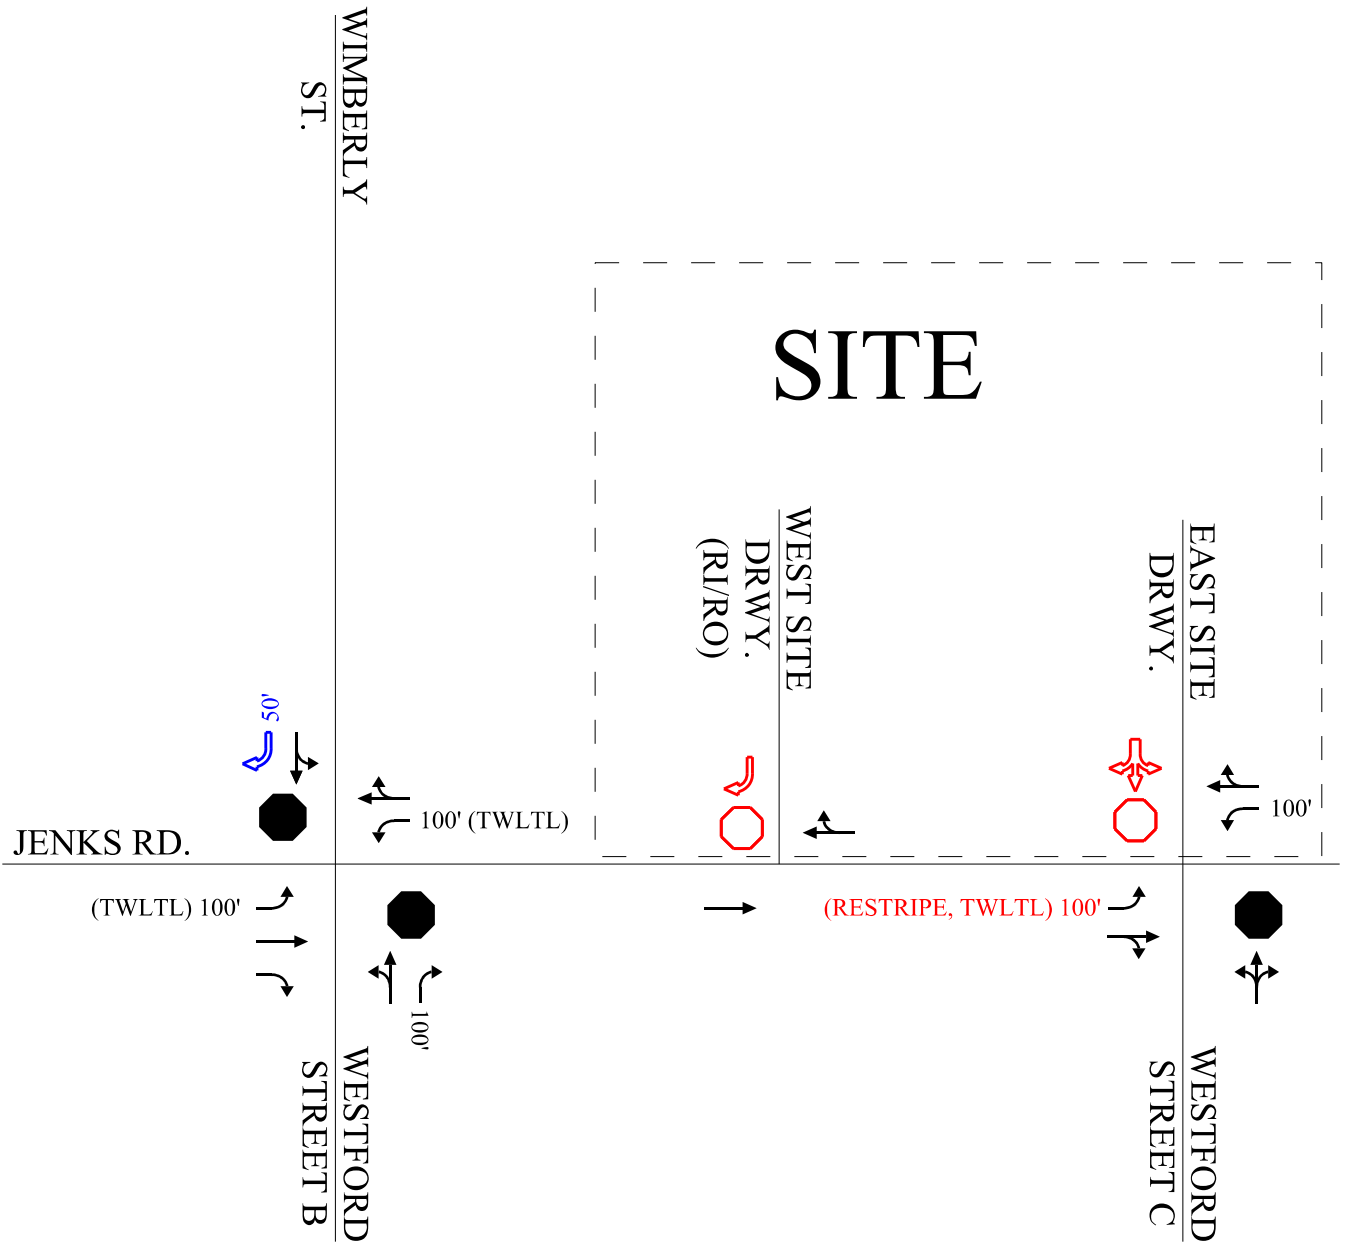 WIMBERLY
ST.
SITE
WEST SITE
DRWY.
(RI/RO)
EAST SITE
DRWY.
50'
100' (TWLTL)
100'
JENKS RD.
(TWLTL) 100'
(RESTRIPE, TWLTL) 100'
100'
WESTFORD
STREET B
WESTFORD
STREET C